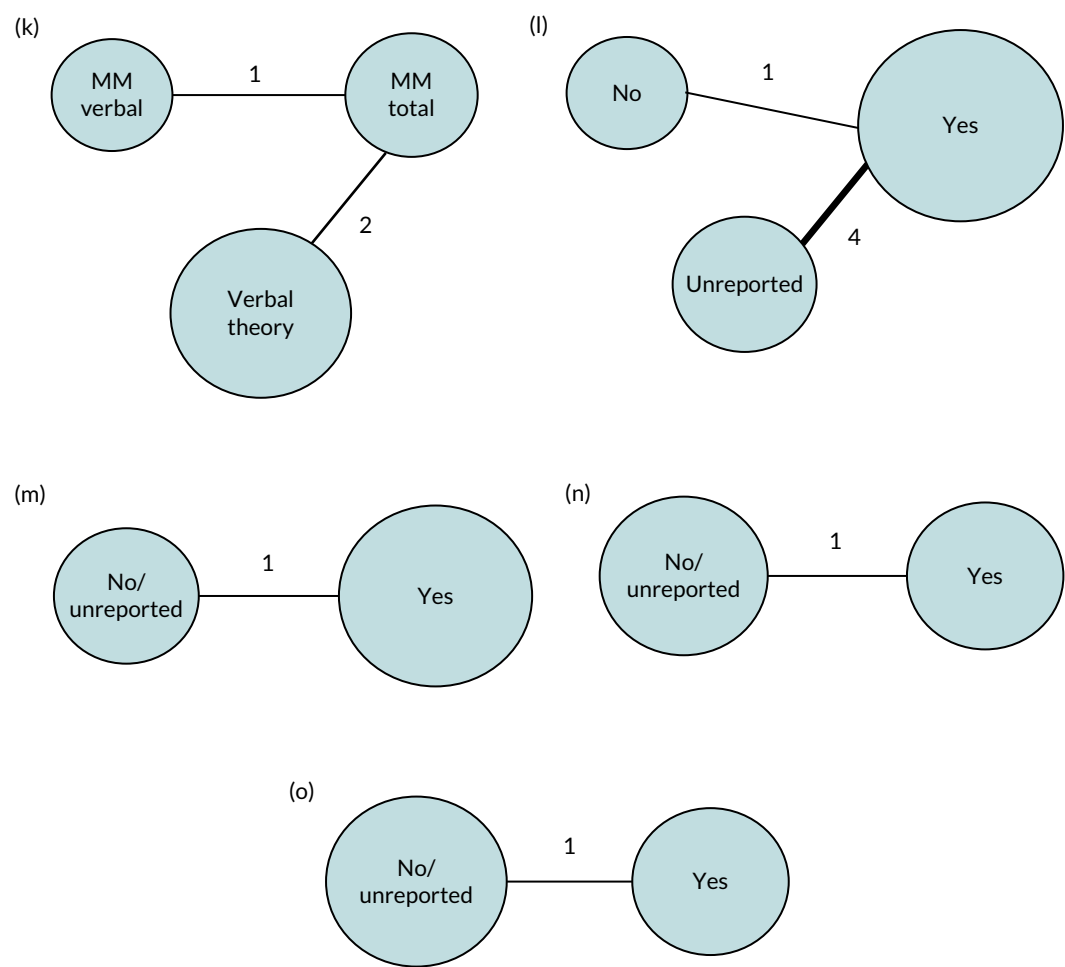 (k)
MM
verbal
1
MM
total
2
Verbal
theory
(l)
No
1
Yes
4
Unreported
(m)
No/
unreported
1
Yes
(n)
No/
unreported
1
Yes
(o)
No/
unreported
1
Yes